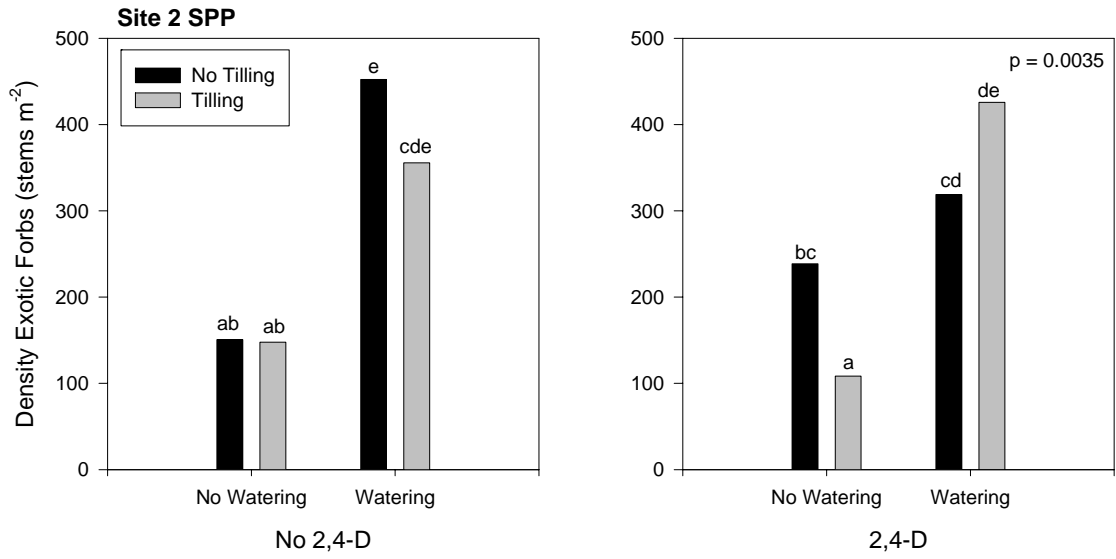 Site 2 SPP
Density Exotic Forbs (stems m-2)
500
400
300
200
100
0
No Tilling
Tilling
ab
ab
e
cde
No Watering
Watering
No 2,4-D
500
400
300
200
100
0
p = 0.0035
bc
a
cd
de
No Watering
Watering
2,4-D